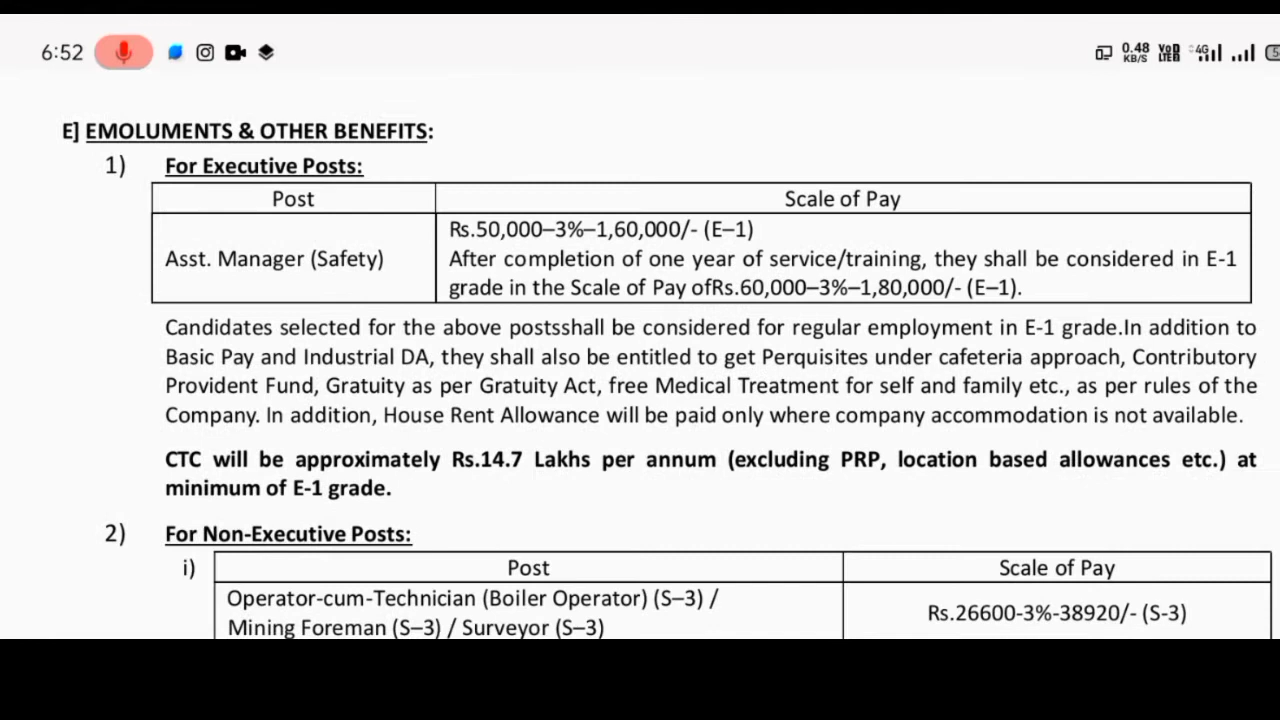 6:52
0.48 KB/S VoD LTE 4G
E] EMOLUMENTS & OTHER BENEFITS:
1) For Executive Posts:
Post Scale of Pay
Asst. Manager (Safety) Rs.50,000–3%–1,60,000/- (E–1)
After completion of one year of service/training, they shall be considered in E-1
grade in the Scale of Pay ofRs.60,000–3%–1,80,000/- (E–1).
Candidates selected for the above postsshall be considered for regular employment in E-1 grade.In addition to
Basic Pay and Industrial DA, they shall also be entitled to get Perquisites under cafeteria approach, Contributory
Provident Fund, Gratuity as per Gratuity Act, free Medical Treatment for self and family etc., as per rules of the
Company. In addition, House Rent Allowance will be paid only where company accommodation is not available.
CTC will be approximately Rs.14.7 Lakhs per annum (excluding PRP, location based allowances etc.) at
minimum of E-1 grade.
2) For Non-Executive Posts:
i) Post Scale of Pay
Operator-cum-Technician (Boiler Operator) (S–3) /
Mining Foreman (S–3) / Surveyor (S–3) Rs.26600-3%-38920/- (S-3)